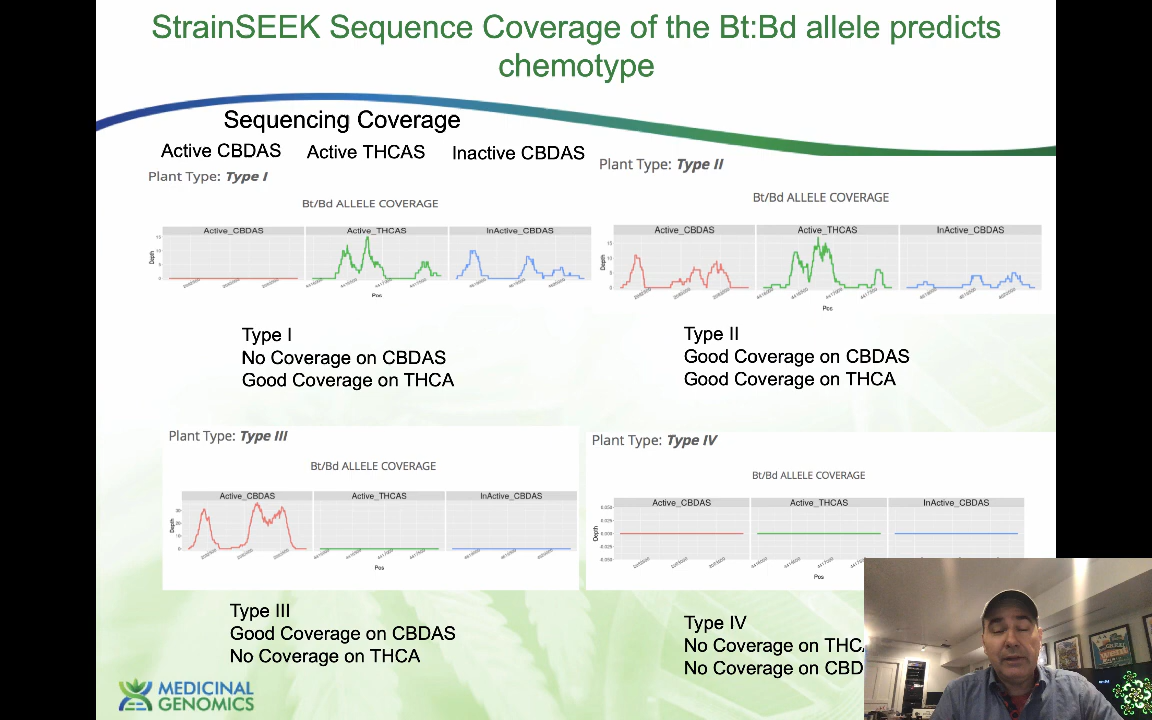 StrainSEEK Sequence Coverage of the Bt:Bd allele predicts
chemotype
Sequencing Coverage
Active CBDAS Active THCAS Inactive CBDAS
Plant Type: Type I
Bt/Bd ALLELE COVERAGE
Active_CBDAS Active_THCAS InActive_CBDAS
Depth
Pos
Type I
No Coverage on CBDAS
Good Coverage on THCA
Plant Type: Type II
Bt/Bd ALLELE COVERAGE
Active_CBDAS Active_THCAS InActive_CBDAS
Depth
Pos
Type II
Good Coverage on CBDAS
Good Coverage on THCA
Plant Type: Type III
Bt/Bd ALLELE COVERAGE
Active_CBDAS Active_THCAS InActive_CBDAS
Depth
Pos
Type III
Good Coverage on CBDAS
No Coverage on THCA
Plant Type: Type IV
Bt/Bd ALLELE COVERAGE
Active_CBDAS Active_THCAS InActive_CBDAS
Depth
Pos
Type IV
No Coverage on THC
No Coverage on CBD
MEDICINAL
GENOMICS